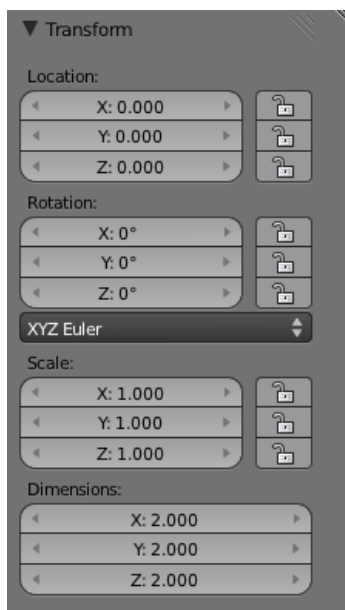 Transform
Location:
X: 0.000
Y: 0.000
Z: 0.000
Rotation:
X: 0°
Y: 0°
Z: 0°
XYZ Euler
Scale:
X: 1.000
Y: 1.000
Z: 1.000
Dimensions:
X: 2.000
Y: 2.000
Z: 2.000